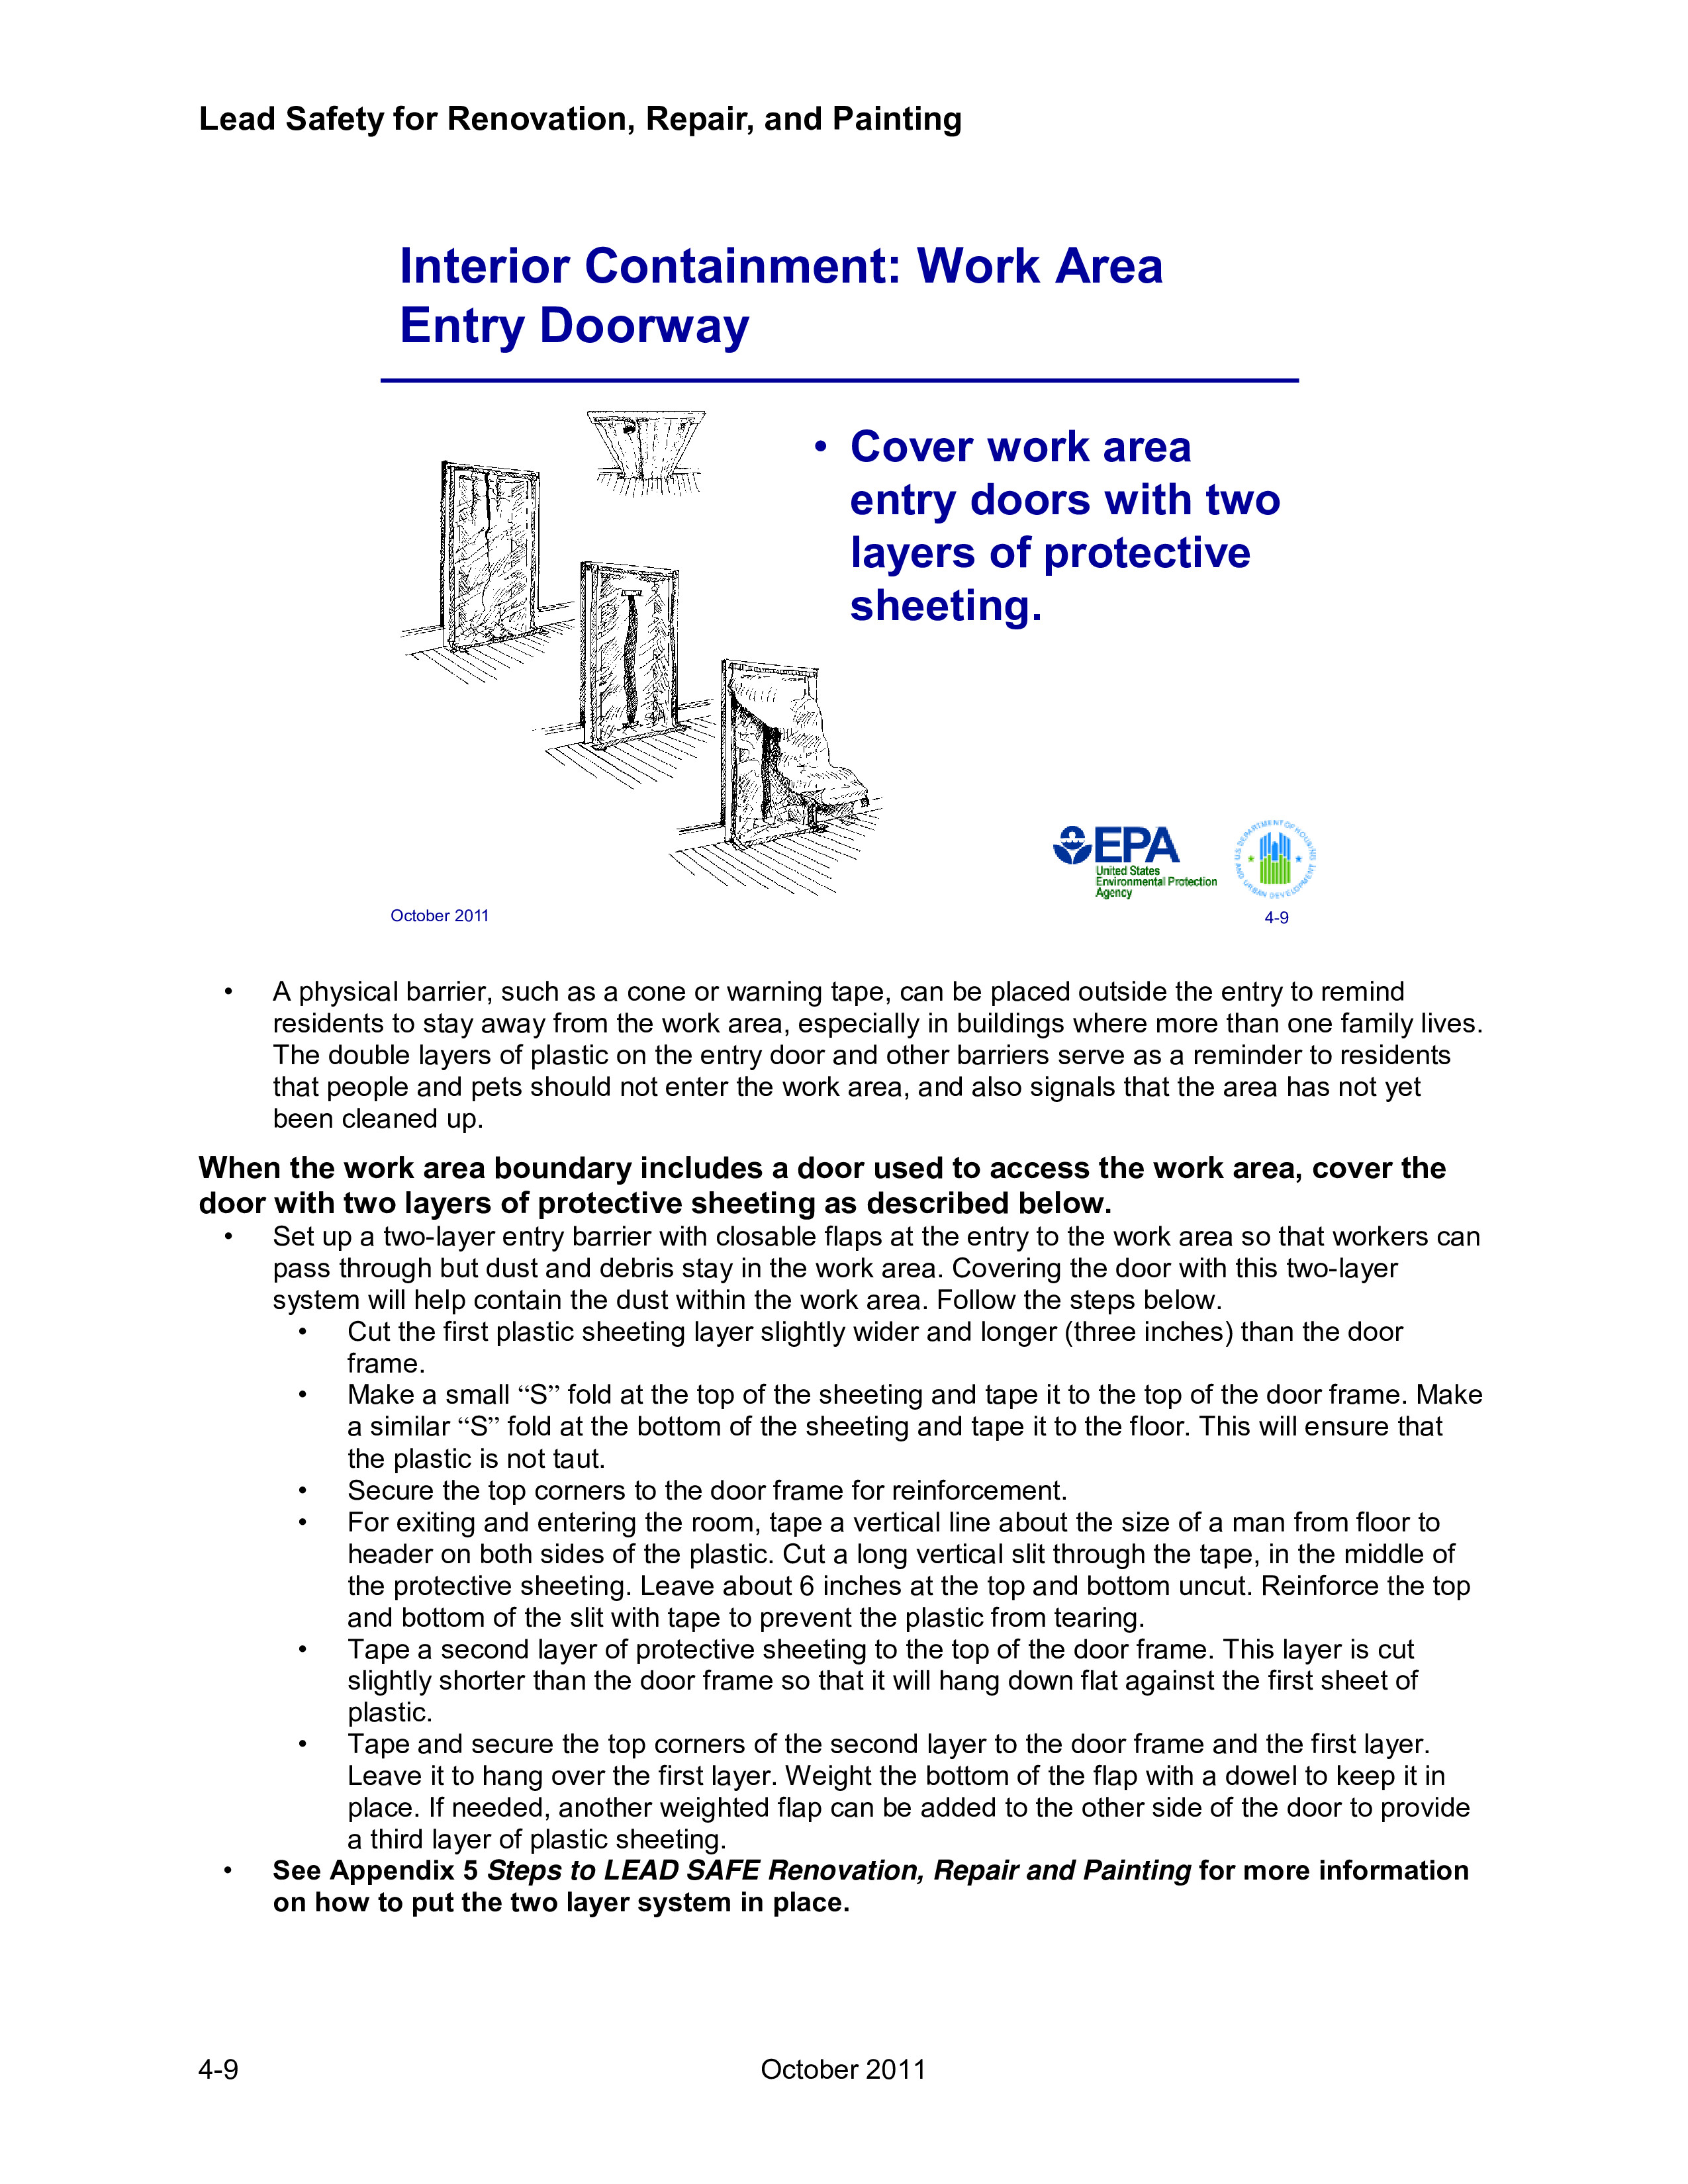 Lead Safety for Renovation, Repair, and Painting
Interior Containment: Work Area
Entry Doorway
• Cover work area
entry doors with two
layers of protective
sheeting.
EPA
United States
Environmental Protection
Agency
U.S. DEPARTMENT OF HOUSING
AND URBAN DEVELOPMENT
October 2011
4-9
• A physical barrier, such as a cone or warning tape, can be placed outside the entry to remind
residents to stay away from the work area, especially in buildings where more than one family lives.
The double layers of plastic on the entry door and other barriers serve as a reminder to residents
that people and pets should not enter the work area, and also signals that the area has not yet
been cleaned up.
When the work area boundary includes a door used to access the work area, cover the
door with two layers of protective sheeting as described below.
• Set up a two-layer entry barrier with closable flaps at the entry to the work area so that workers can
pass through but dust and debris stay in the work area. Covering the door with this two-layer
system will help contain the dust within the work area. Follow the steps below.
• Cut the first plastic sheeting layer slightly wider and longer (three inches) than the door
frame.
• Make a small “S” fold at the top of the sheeting and tape it to the top of the door frame. Make
a similar “S” fold at the bottom of the sheeting and tape it to the floor. This will ensure that
the plastic is not taut.
• Secure the top corners to the door frame for reinforcement.
• For exiting and entering the room, tape a vertical line about the size of a man from floor to
header on both sides of the plastic. Cut a long vertical slit through the tape, in the middle of
the protective sheeting. Leave about 6 inches at the top and bottom uncut. Reinforce the top
and bottom of the slit with tape to prevent the plastic from tearing.
• Tape a second layer of protective sheeting to the top of the door frame. This layer is cut
slightly shorter than the door frame so that it will hang down flat against the first sheet of
plastic.
• Tape and secure the top corners of the second layer to the door frame and the first layer.
Leave it to hang over the first layer. Weight the bottom of the flap with a dowel to keep it in
place. If needed, another weighted flap can be added to the other side of the door to provide
a third layer of plastic sheeting.
• See Appendix 5 Steps to LEAD SAFE Renovation, Repair and Painting for more information
on how to put the two layer system in place.
4-9
October 2011